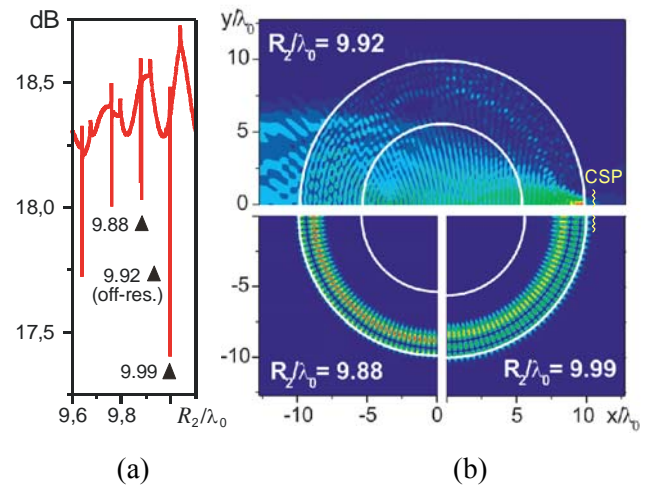 dB
18,5
18,0
17,5
9.88 ▲
9.92 ▲
(off-res.)
9.99 ▲
9,6 9,8 R₂/λ₀
(a)
y/λ₀
10
5
0
-5
-10
R₂/λ₀= 9.92
CSP
R₂/λ₀= 9.88
R₂/λ₀= 9.99
-10 -5 0 5 10 x/λ₀
0
(b)